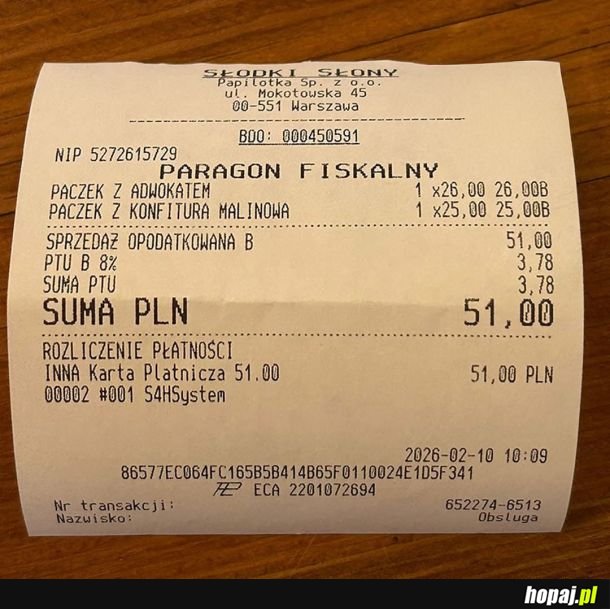 SŁODKI SŁONY
Papilotka Sp. z o.o.
ul. Mokotowska 45
00-551 Warszawa
BDO: 000450591
NIP 5272615729
PARAGON FISKALNY
PACZEK Z ADWOKATEM 1 x26,00 26,00B
PACZEK Z KONFITURA MALINOWA 1 x25,00 25,00B
SPRZEDAŻ OPODATKOWANA B 51,00
PTU B 8% 3,78
SUMA PTU 3,78
SUMA PLN 51,00
ROZLICZENIE PŁATNOŚCI
INNA Karta Platnicza 51.00 51,00 PLN
00002 #001 S4HSystem
2026-02-10 10:09
86577EC064FC165B5B414B65F0110024E1D5F341
ECA 2201072694
Nr transakcji: 652274-6513
Nazwisko: Obsluga
hopaj.pl